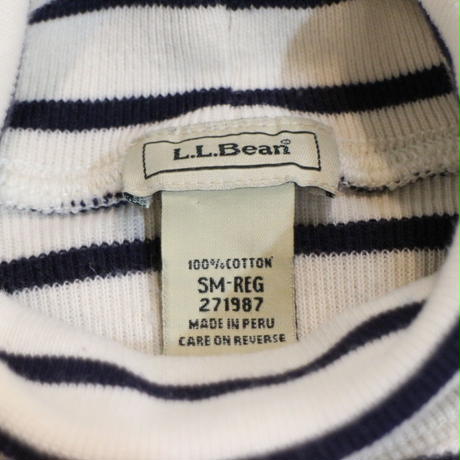 L.L.Bean®
100%COTTON
SM-REG
271987
MADE IN PERU
CARE ON REVERSE